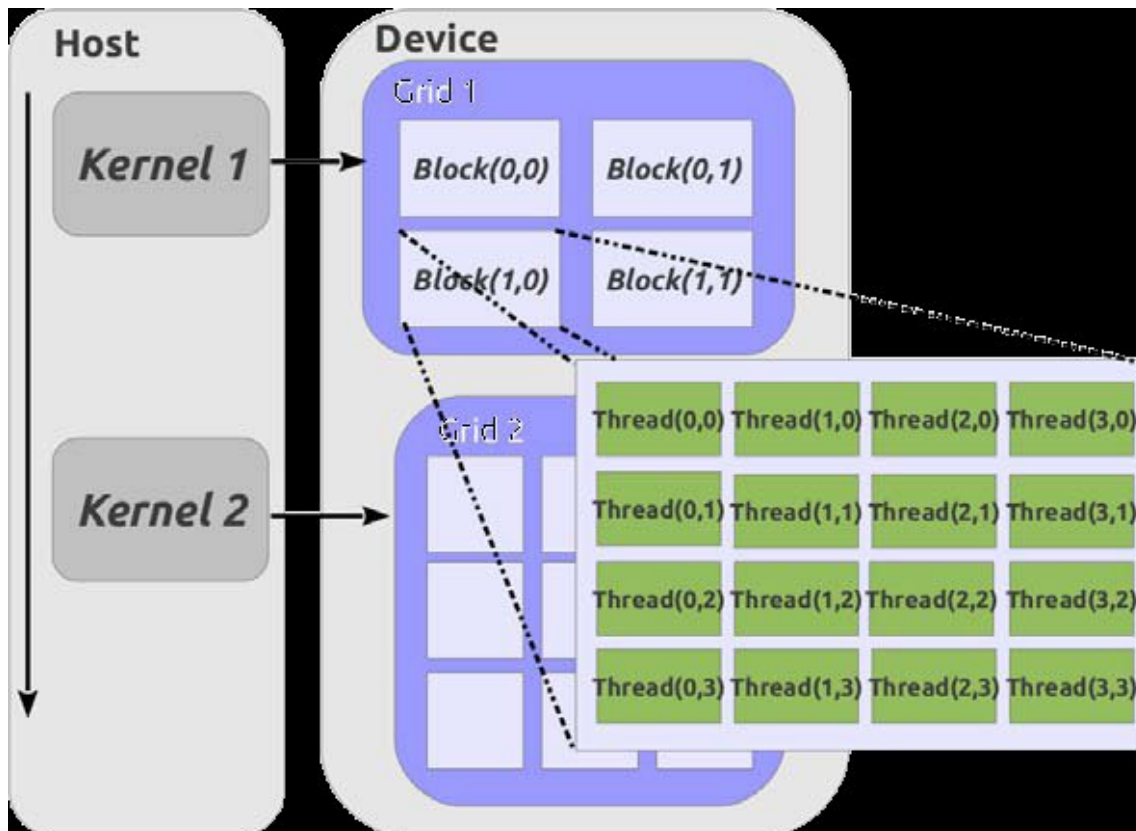 Host
Device
Grid 1
Kernel 1
Block(0,0) Block(0,1)
Block(1,0) Block(1,1)
Grid 2
Kernel 2
Thread(0,0) Thread(1,0) Thread(2,0) Thread(3,0)
Thread(0,1) Thread(1,1) Thread(2,1) Thread(3,1)
Thread(0,2) Thread(1,2) Thread(2,2) Thread(3,2)
Thread(0,3) Thread(1,3) Thread(2,3) Thread(3,3)